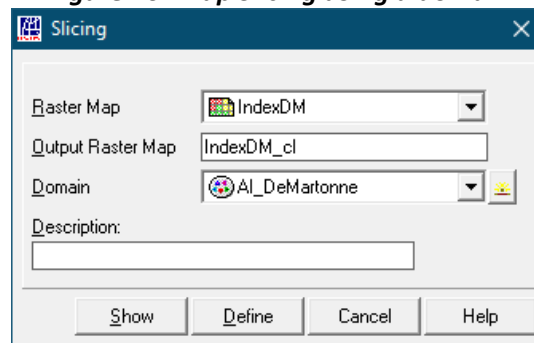 Slicing
Raster Map IndexDM
Output Raster Map IndexDM_cl
Domain AI_DeMartonne
Description:
Show Define Cancel Help